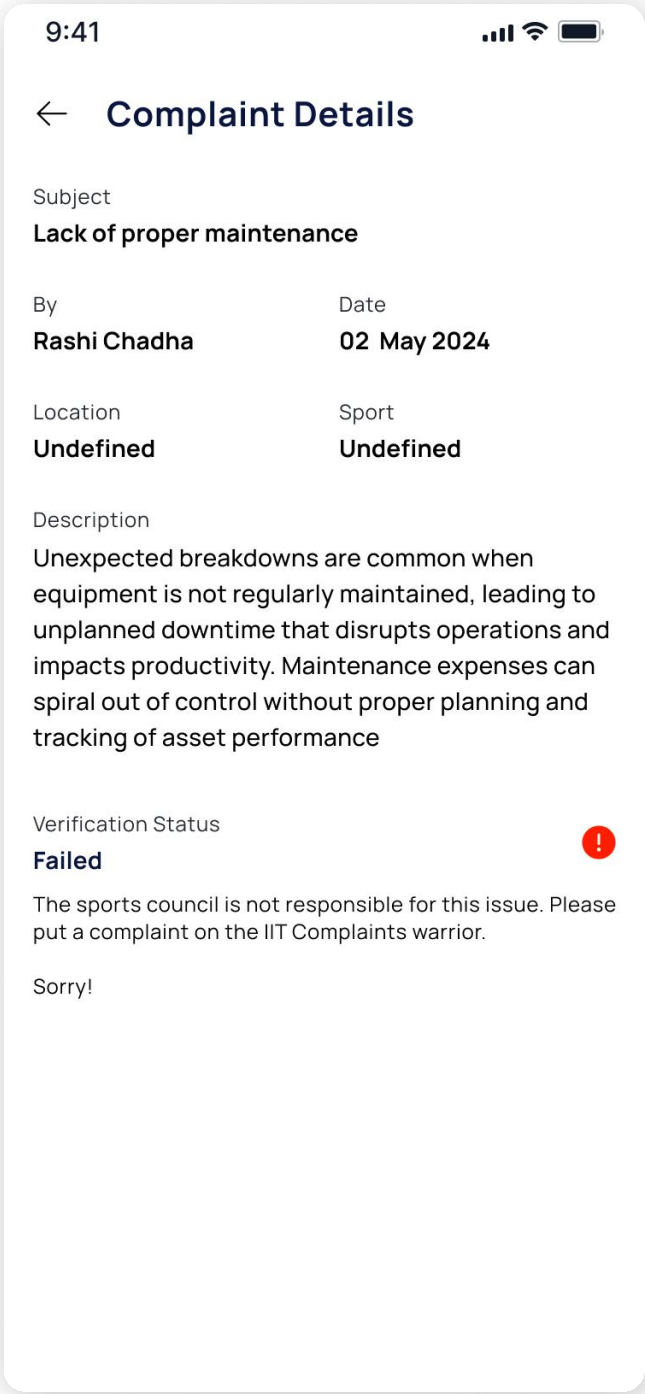 9:41
Complaint Details
Subject
Lack of proper maintenance
By
Date
Rashi Chadha
02 May 2024
Location
Sport
Undefined
Undefined
Description
Unexpected breakdowns are common when
equipment is not regularly maintained, leading to
unplanned downtime that disrupts operations and
impacts productivity. Maintenance expenses can
spiral out of control without proper planning and
tracking of asset performance
Verification Status
Failed
The sports council is not responsible for this issue. Please
put a complaint on the IIT Complaints warrior.
Sorry!